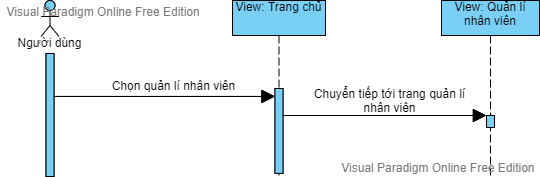 Visual Paradigm Online Free Edition
Người dùng
View: Trang chủ
View: Quản lí
nhân viên
Chọn quản lí nhân viên
Chuyển tiếp tới trang quản lí
nhân viên
Visual Paradigm Online Free Edition